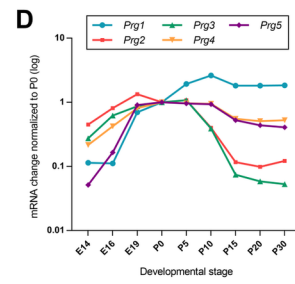 D
Prg1 Prg3 Prg5
Prg2 Prg4
mRNA change normalized to P0 (log)
10
1
0.1
0.01
E14 E16 E19 P0 P5 P10 P15 P20 P30
Developmental stage